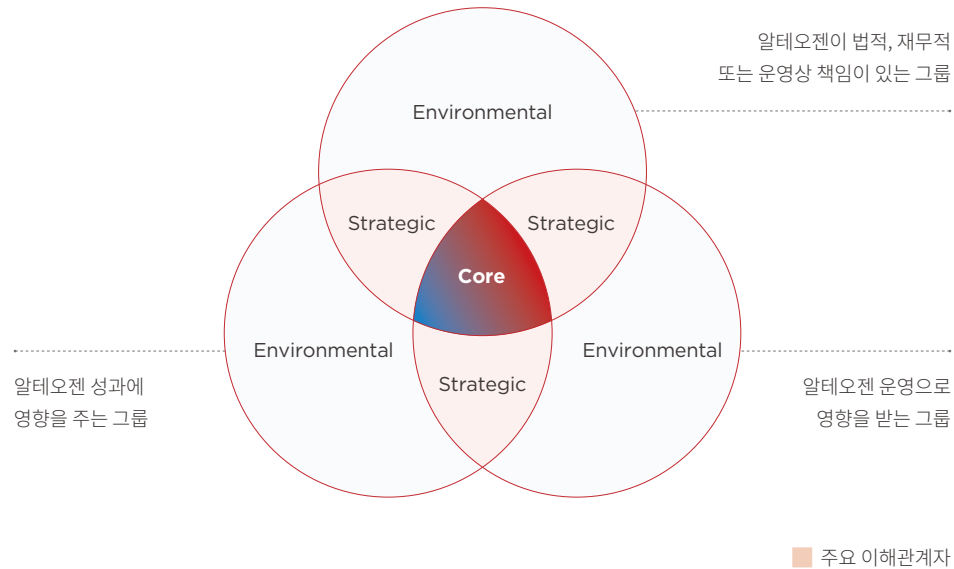 알테오젠이 법적, 재무적
또는 운영상 책임이 있는 그룹
Environmental
Strategic
Strategic
Core
Environmental
Environmental
Strategic
알테오젠 성과에
영향을 주는 그룹
알테오젠 운영으로
영향을 받는 그룹
주요 이해관계자